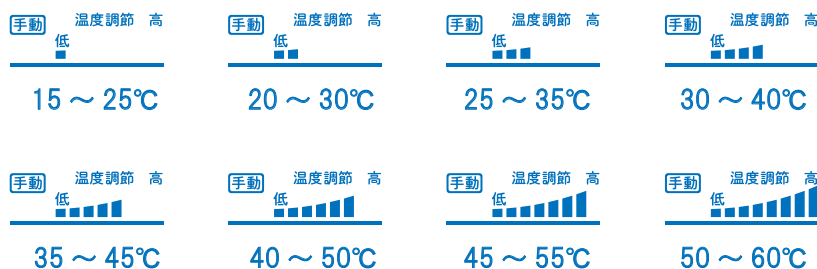 手動 温度調節 高
低
15 ～ 25℃
手動 温度調節 高
低
20 ～ 30℃
手動 温度調節 高
低
25 ～ 35℃
手動 温度調節 高
低
30 ～ 40℃
手動 温度調節 高
低
35 ～ 45℃
手動 温度調節 高
低
40 ～ 50℃
手動 温度調節 高
低
45 ～ 55℃
手動 温度調節 高
低
50 ～ 60℃